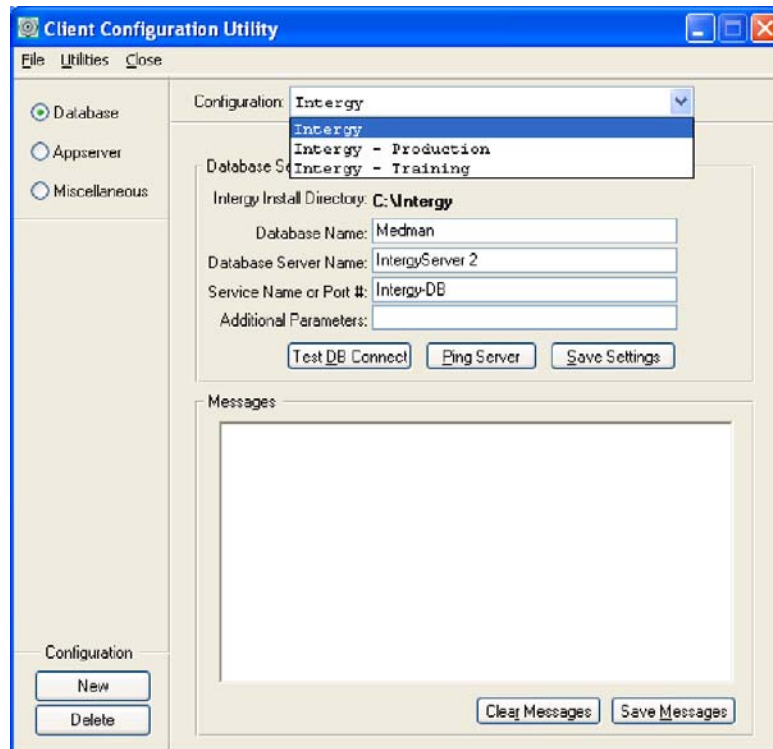 Client Configuration Utility
File Utilities Close
Database
Appserver
Miscellaneous
Configuration: Intergy
Intergy
Intergy - Production
Intergy - Training
Database Se
Intergy Install Directory: C:\Intergy
Database Name: Medman
Database Server Name: IntergyServer 2
Service Name or Port #: Intergy-DB
Additional Parameters:
Test DB Connect Ping Server Save Settings
Messages
Configuration
New
Delete
Clear Messages Save Messages